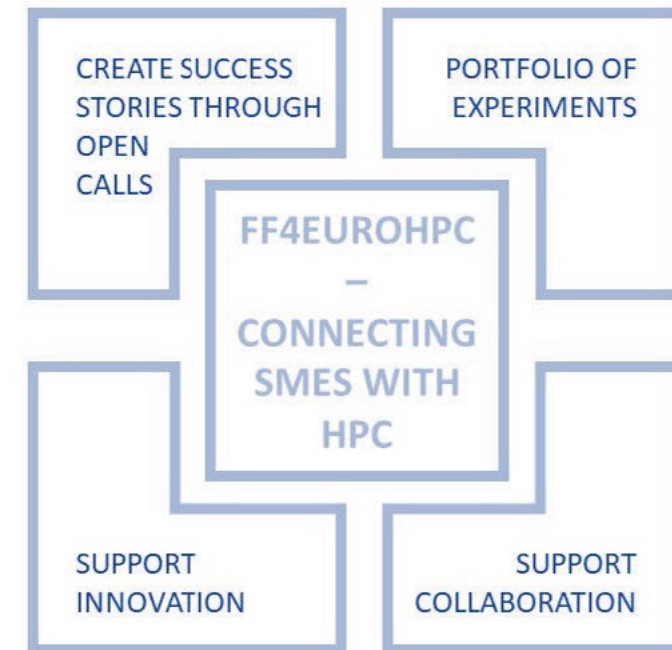 CREATE SUCCESS
STORIES THROUGH
OPEN
CALLS
PORTFOLIO OF
EXPERIMENTS
FF4EUROHPC
–
CONNECTING
SMES WITH
HPC
SUPPORT
INNOVATION
SUPPORT
COLLABORATION